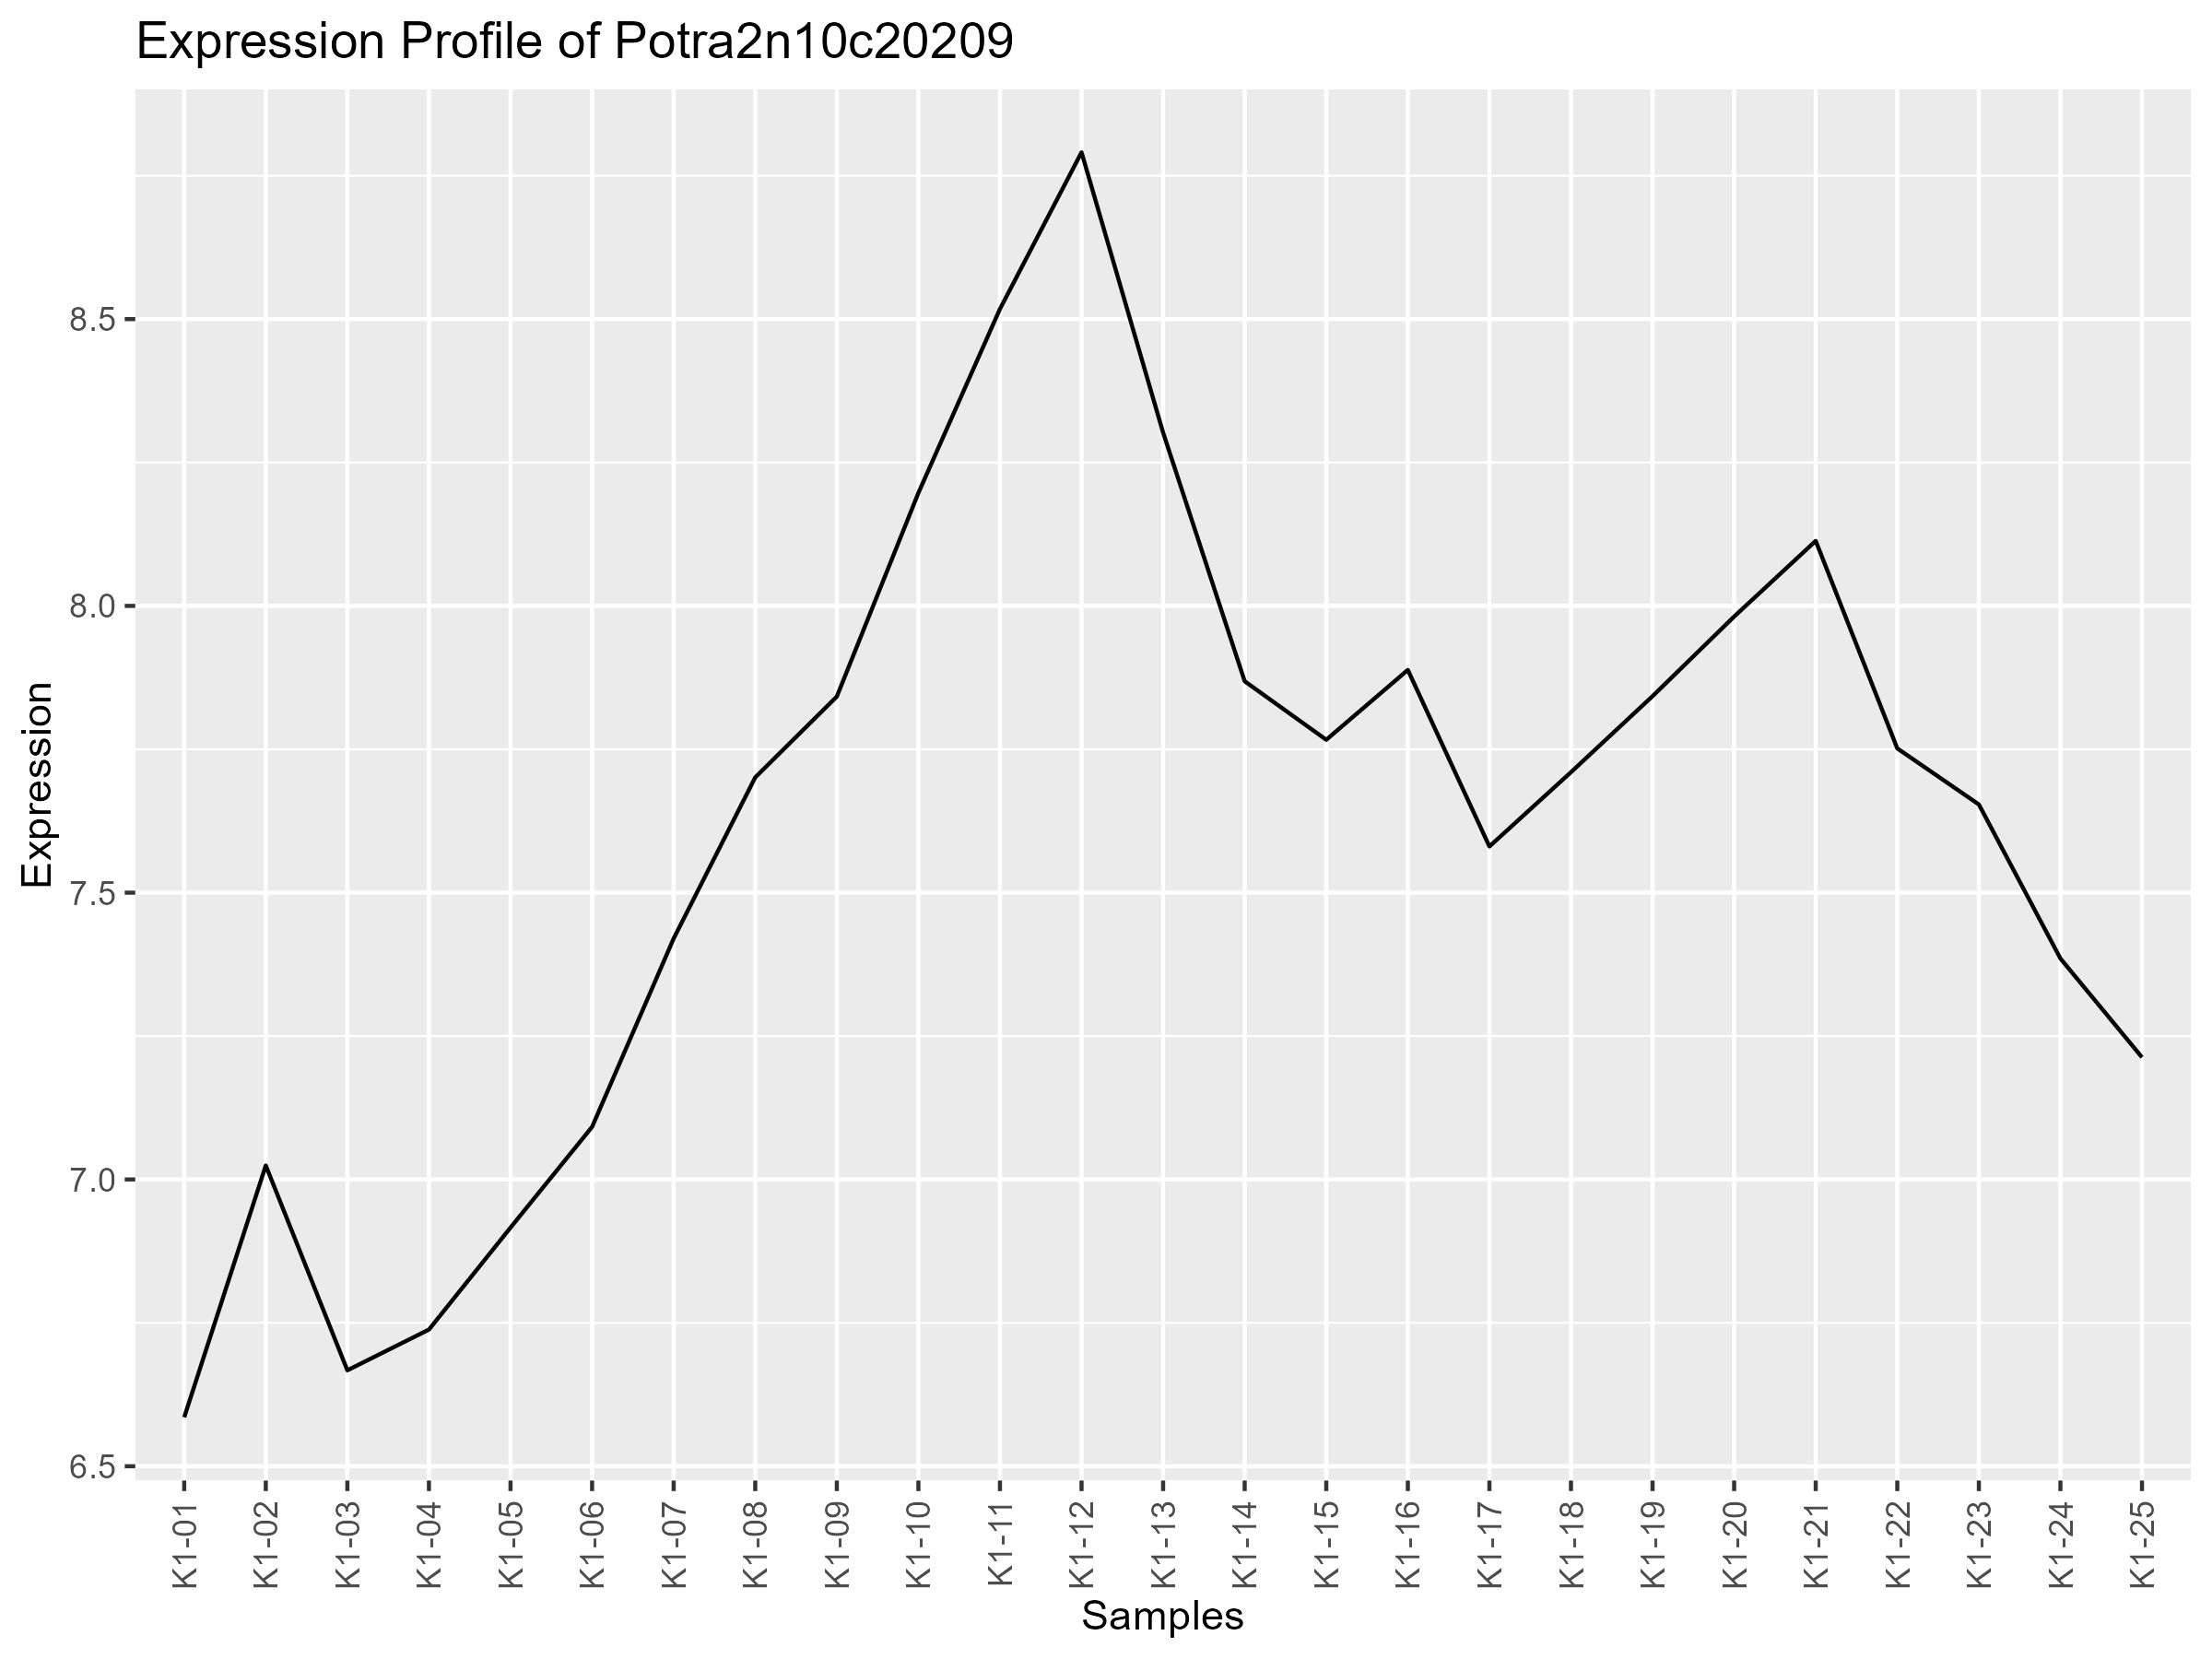 Expression Profile of Potra2n10c20209
Expression
8.5
8.0
7.5
7.0
6.5
K1-01
K1-02
K1-03
K1-04
K1-05
K1-06
K1-07
K1-08
K1-09
K1-10
K1-11
K1-12
K1-13
K1-14
K1-15
K1-16
K1-17
K1-18
K1-19
K1-20
K1-21
K1-22
K1-23
K1-24
K1-25
Samples